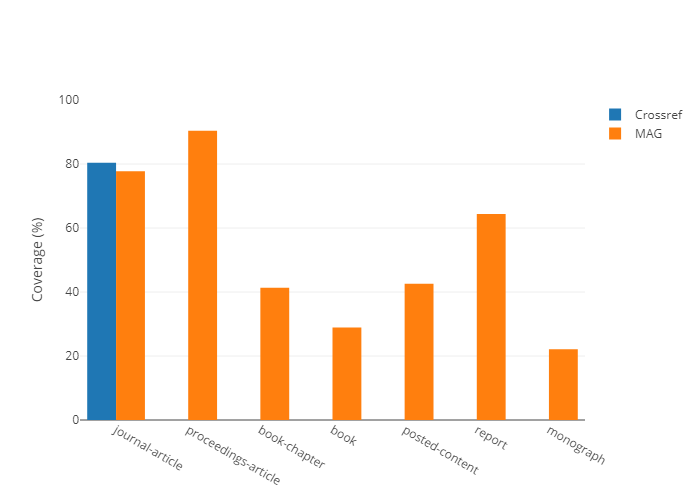 100
80
60
40
20
0
Coverage (%)
journal-article
proceedings-article
book-chapter
book
posted-content
report
monograph
Crossref
MAG